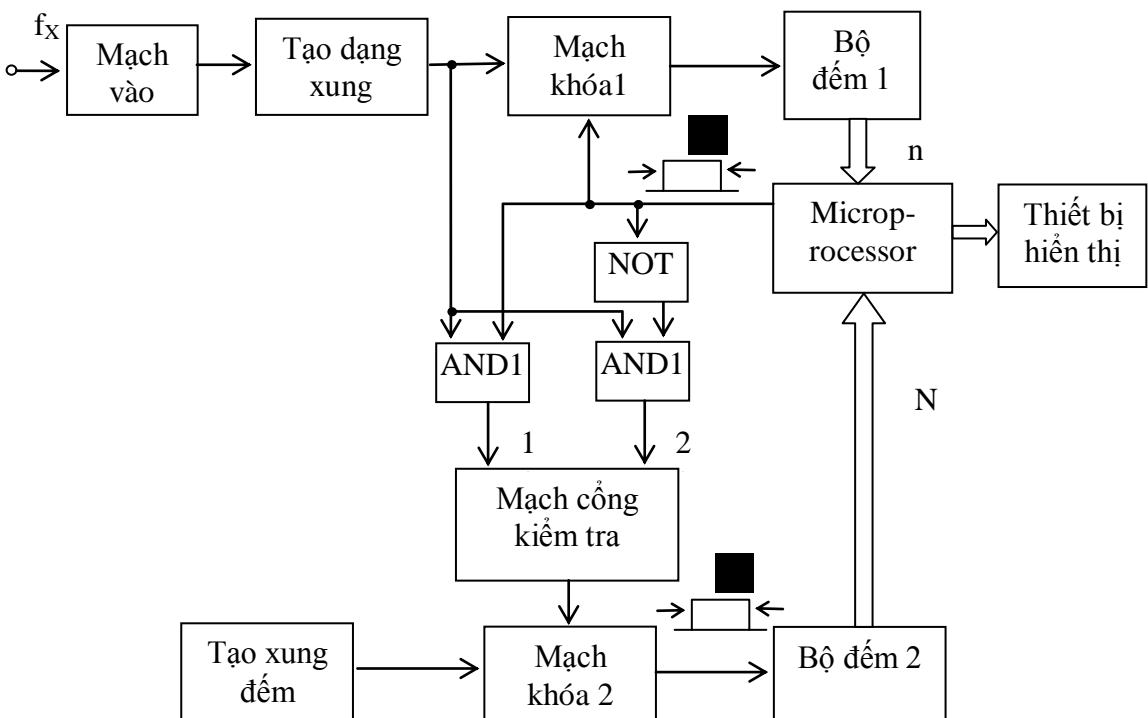 f_X
Mạch
vào
Tạo dạng
xung
Mạch
khóa1
Bộ
đếm 1
n
Microp-
rocessor
Thiết bị
hiển thị
NOT
AND1
AND1
N
1
2
Mạch cổng
kiểm tra
Tạo xung
đếm
Mạch
khóa 2
Bộ đếm 2